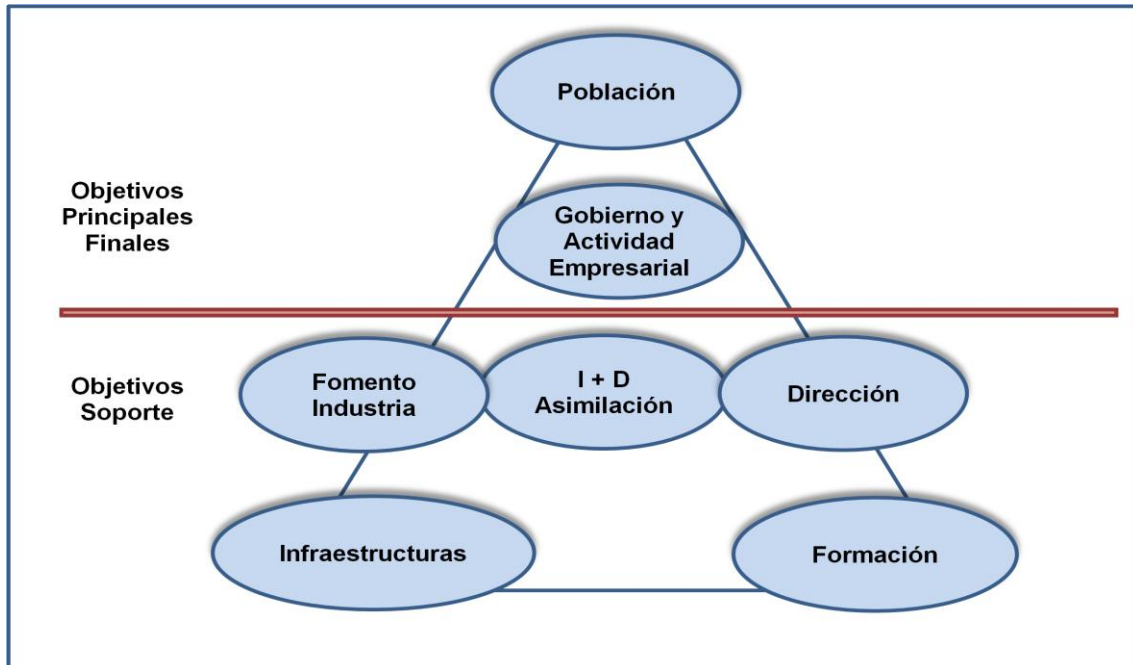 Población
Objetivos
Principales
Finales
Gobierno y
Actividad
Empresarial
Objetivos
Soporte
Fomento
Industria
I + D
Asimilación
Dirección
Infraestructuras
Formación